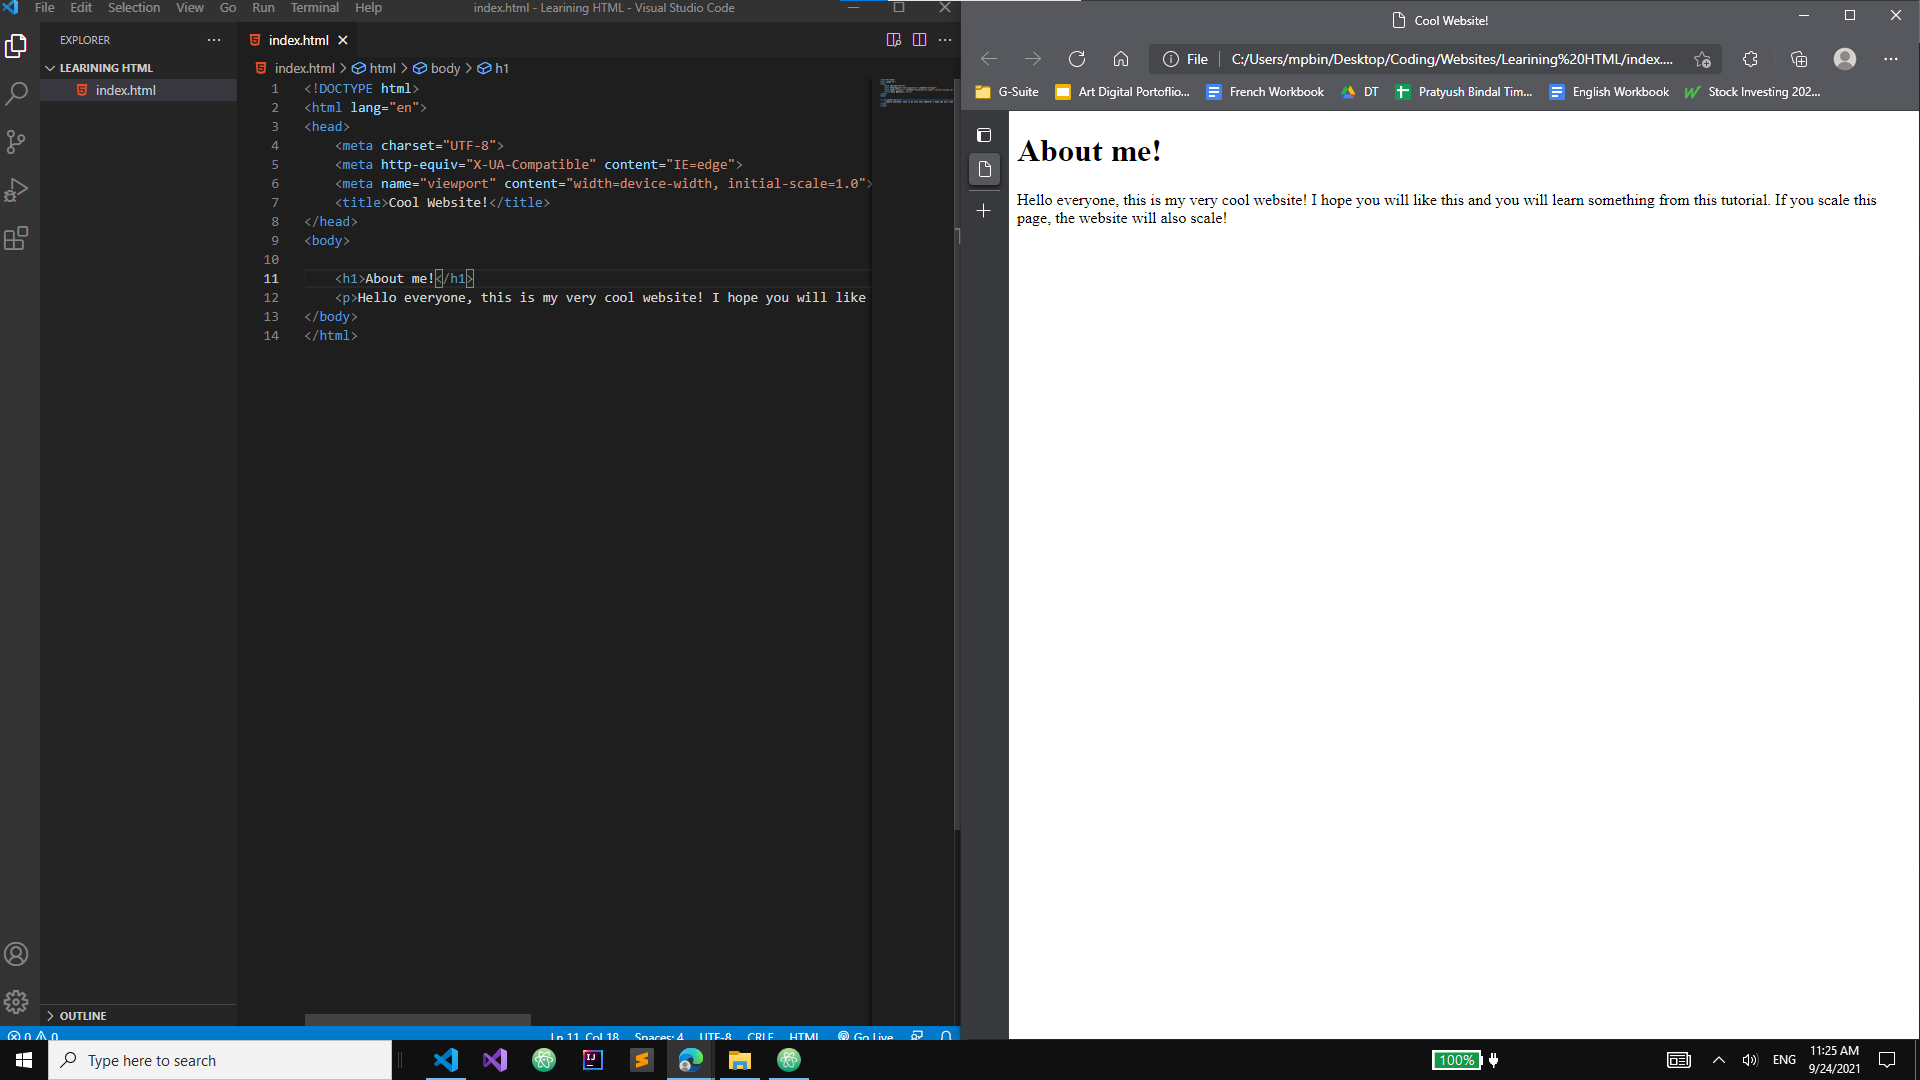 File Edit Selection View Go Run Terminal Help
index.html - Learining HTML - Visual Studio Code
EXPLORER
LEARINING HTML
index.html
OUTLINE
index.html
index.html > html > body > h1
1 <!DOCTYPE html>
2 <html lang="en">
3 <head>
4 <meta charset="UTF-8">
5 <meta http-equiv="X-UA-Compatible" content="IE=edge">
6 <meta name="viewport" content="width=device-width, initial-scale=1.0">
7 <title>Cool Website!</title>
8 </head>
9 <body>
10
11 <h1>About me!</h1>
12 <p>Hello everyone, this is my very cool website! I hope you will like
13 </body>
14 </html>
0 0 Ln 11, Col 18 Spaces: 4 UTF-8 CRLF HTML Go Live
Cool Website!
File C:/Users/mpbin/Desktop/Coding/Websites/Learining%20HTML/index....
G-Suite Art Digital Portoflio... French Workbook DT Pratyush Bindal Tim... English Workbook Stock Investing 202...
About me!
Hello everyone, this is my very cool website! I hope you will like this and you will learn something from this tutorial. If you scale this
page, the website will also scale!
Type here to search
100%
ENG
11:25 AM
9/24/2021